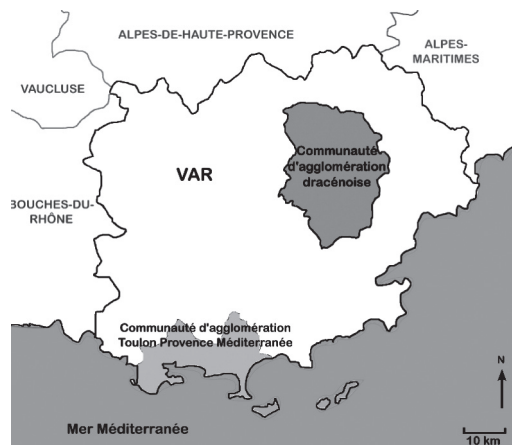 ALPES-DE-HAUTE-PROVENCE
ALPES-
MARITIMES
VAUCLUSE
Communauté
d'agglomération
dracénoise
VAR
BOUCHES-DU-
RHÔNE
Communauté d'agglomération
Toulon Provence Méditerranée
N
Mer Méditerranée
10 km